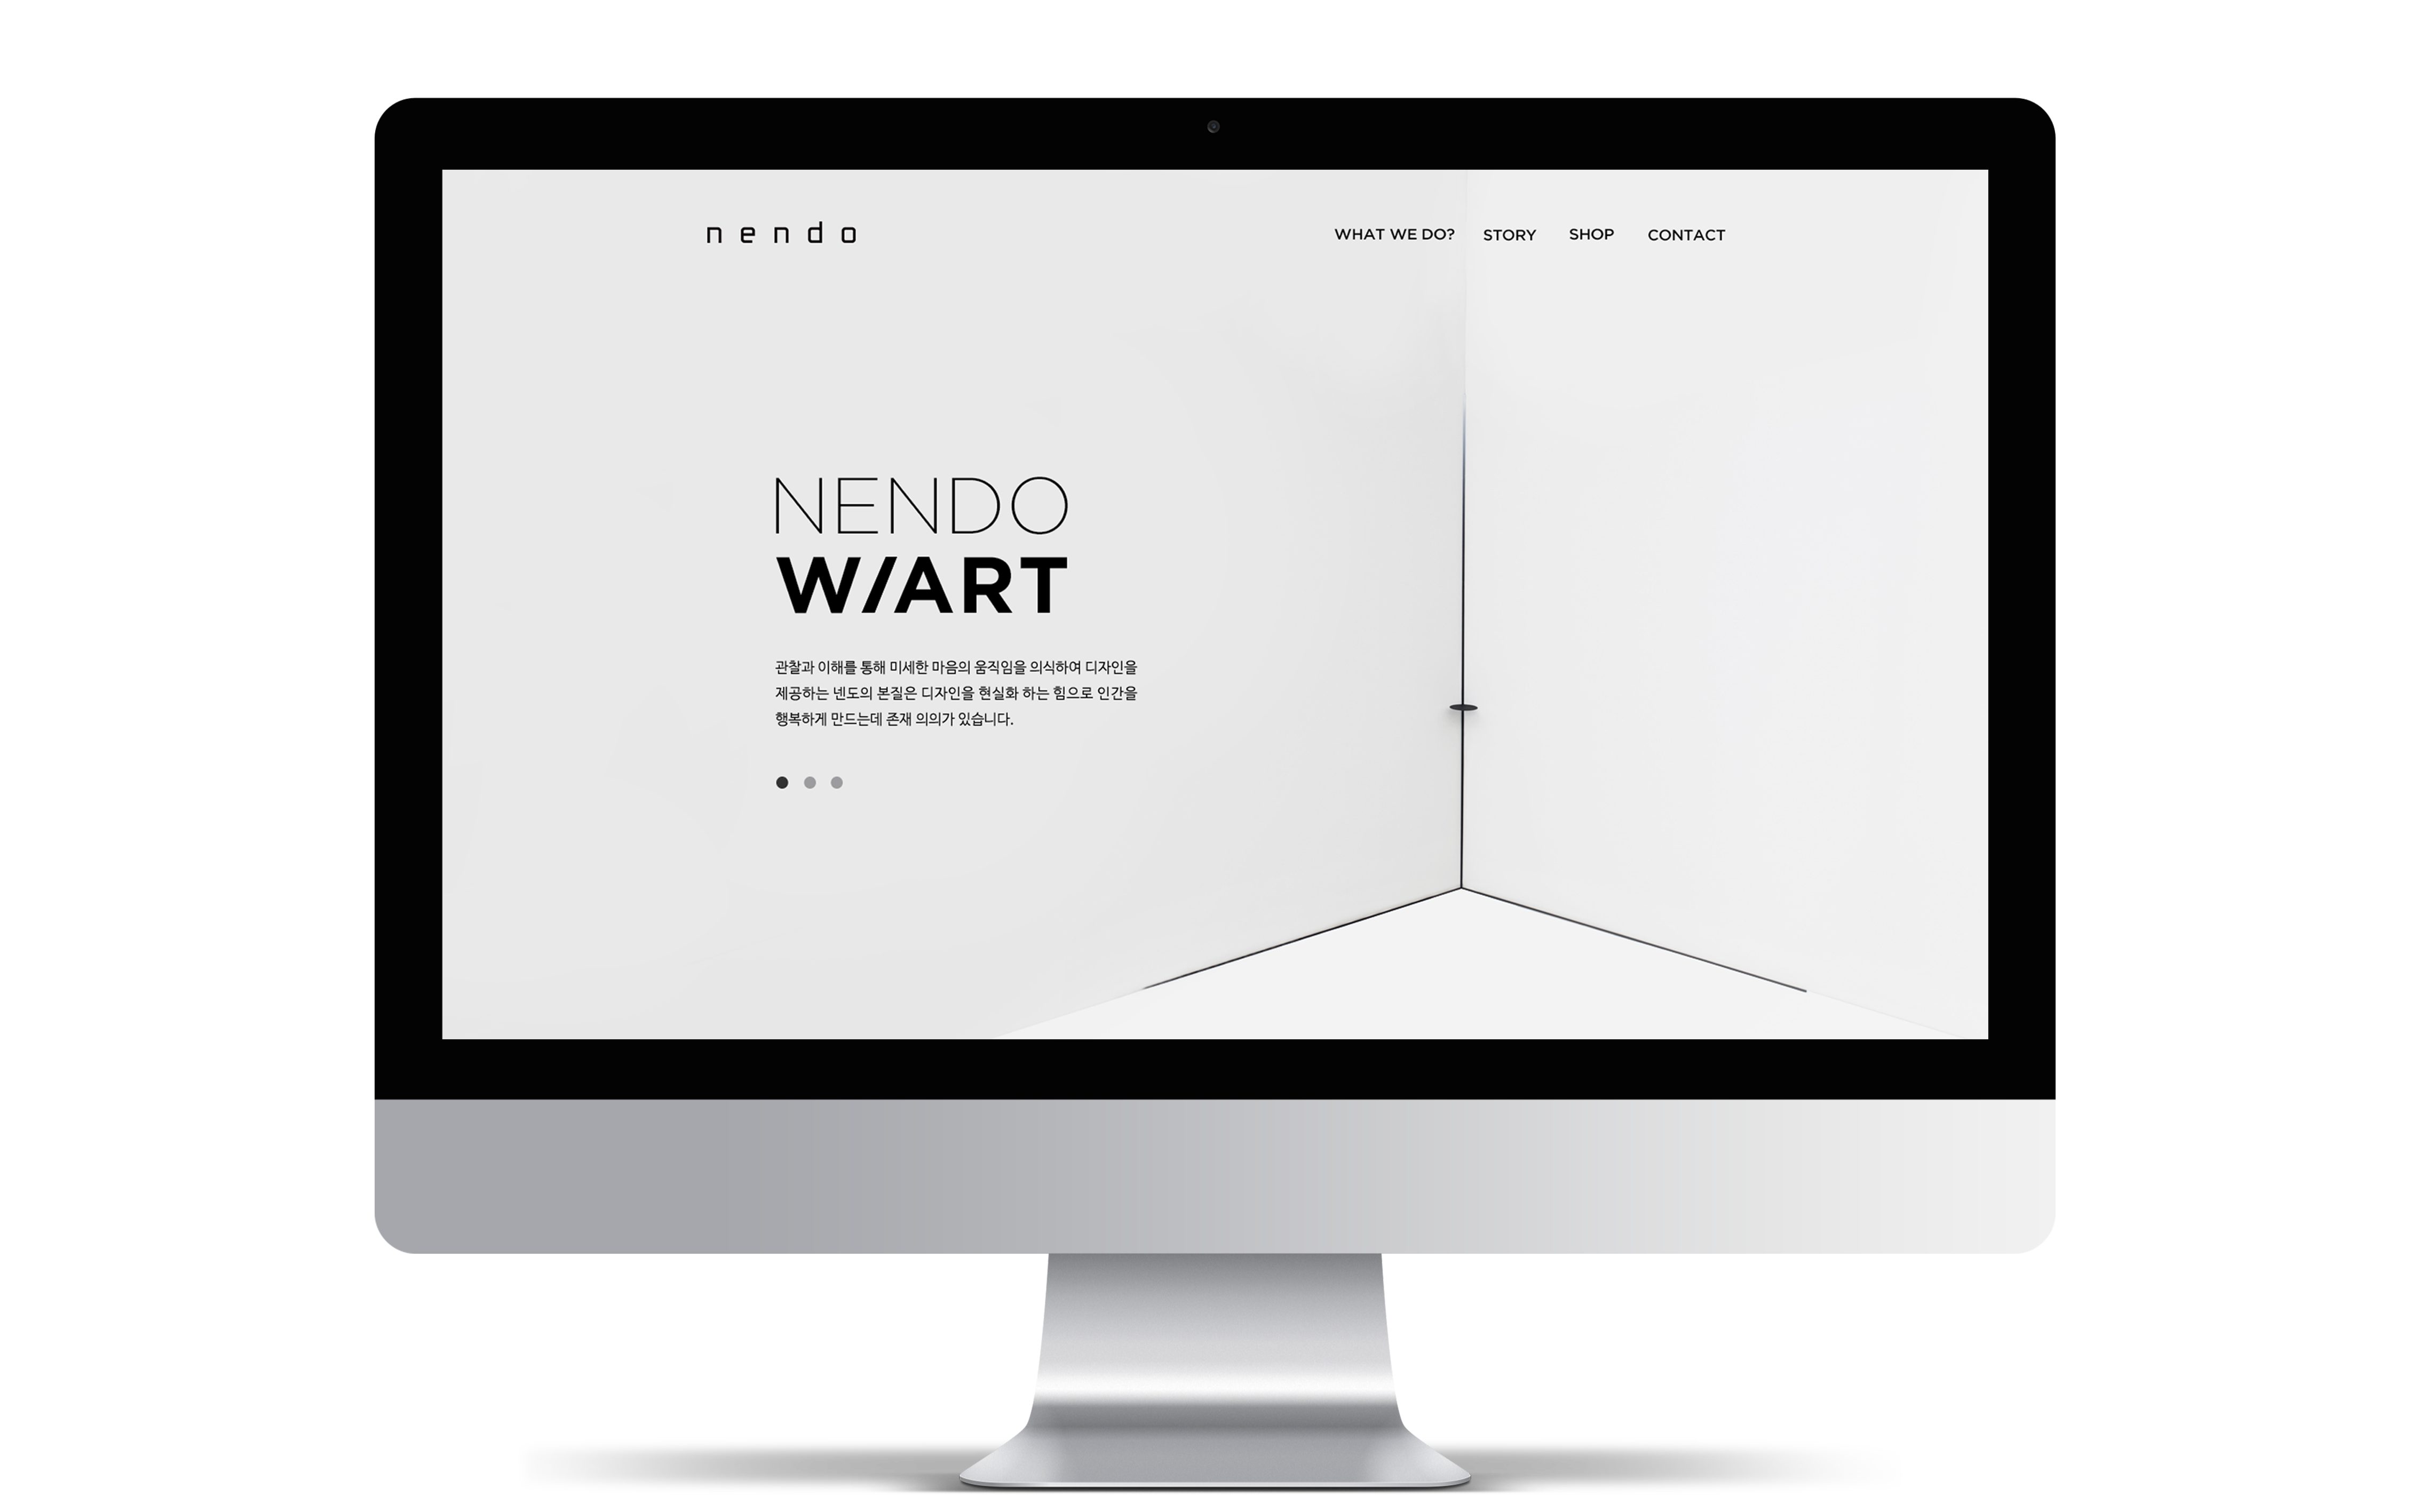 nendo
WHAT WE DO? STORY SHOP CONTACT
NENDO
W/ART
관찰과 이해를 통해 미세한 마음의 움직임을 의식하여 디자인을
제공하는 넨도의 본질은 디자인을 현실화 하는 힘으로 인간을
행복하게 만드는데 존재 의의가 있습니다.